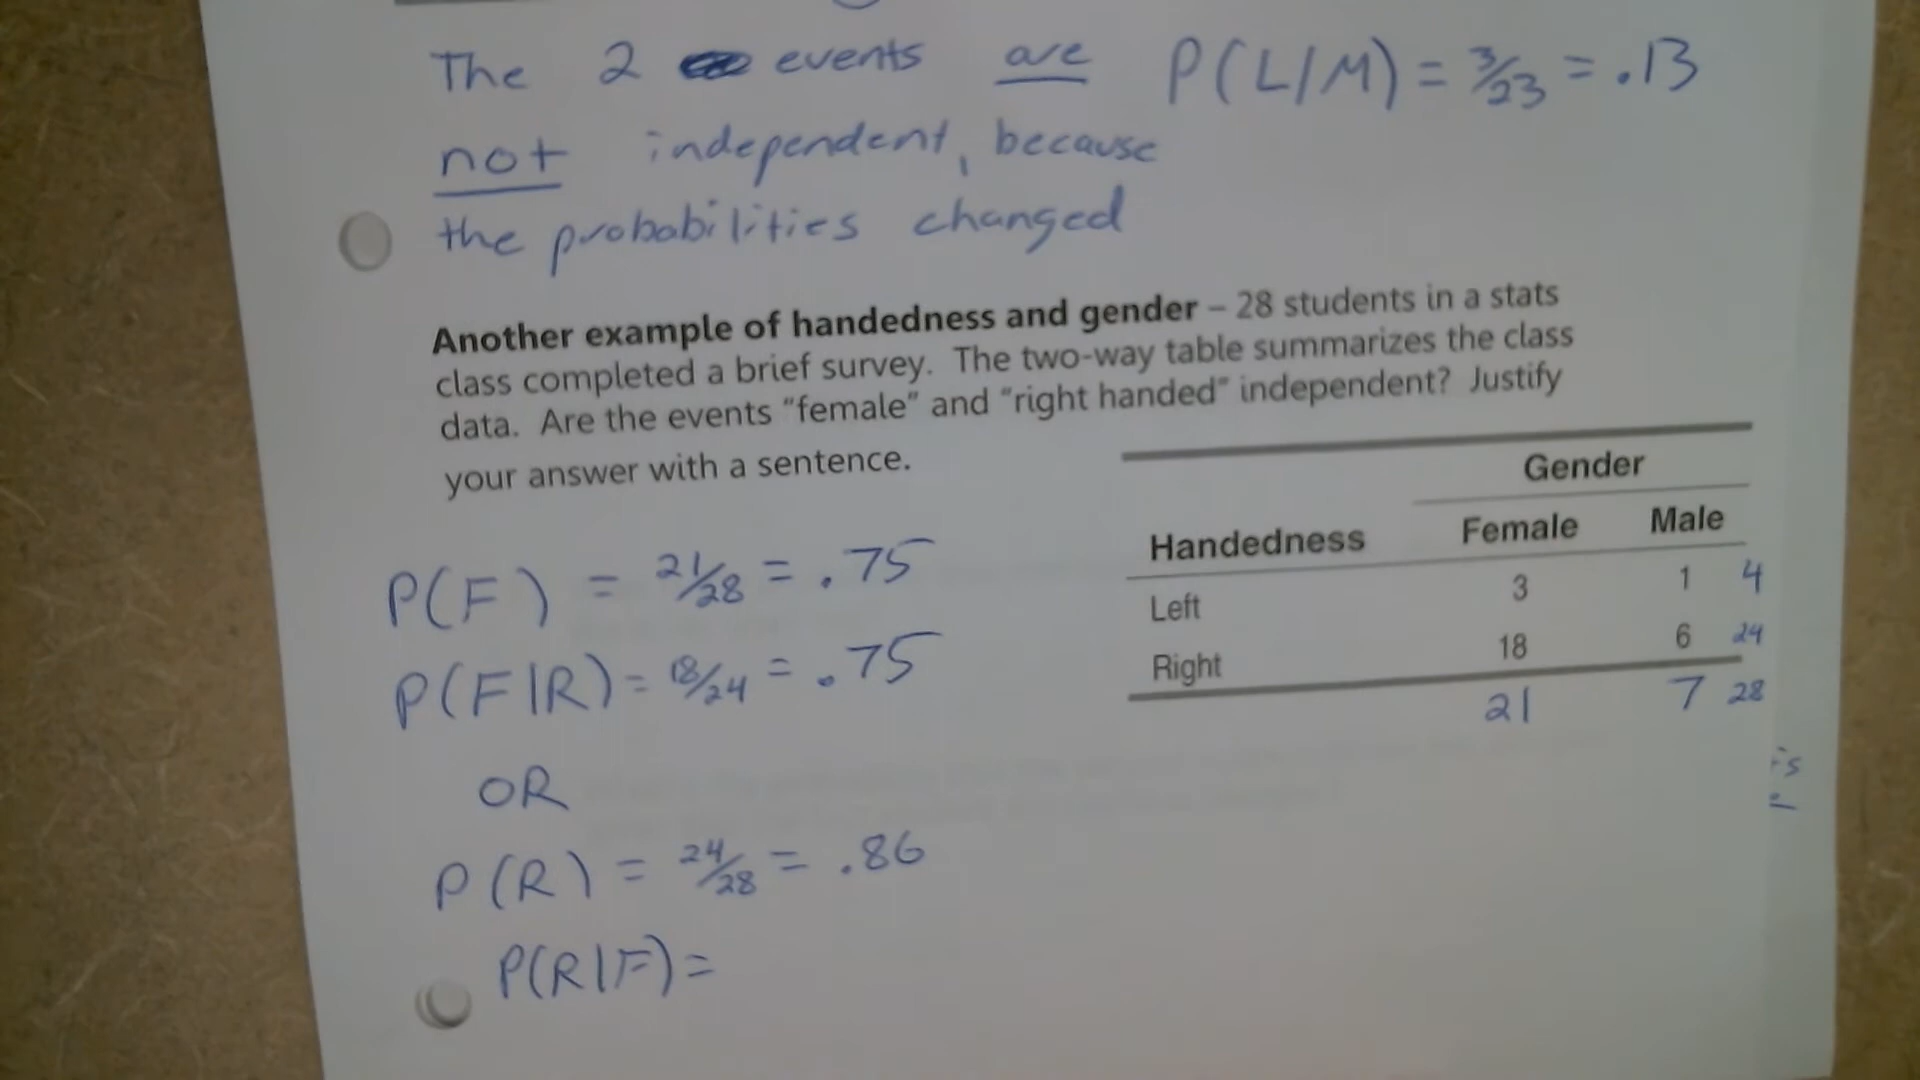 The 2 events are P(L/M) = 3/23 = .13
not independent, because
the probabilities changed
Another example of handedness and gender – 28 students in a stats
class completed a brief survey. The two-way table summarizes the class
data. Are the events "female" and "right handed" independent? Justify
your answer with a sentence.
Gender
Handedness Female Male
Left 3 1 4
Right 18 6 24
21 7 28
P(F) = 21/28 = .75
P(F|R) = 18/24 = .75
OR
P(R) = 24/28 = .86
P(R|F) =